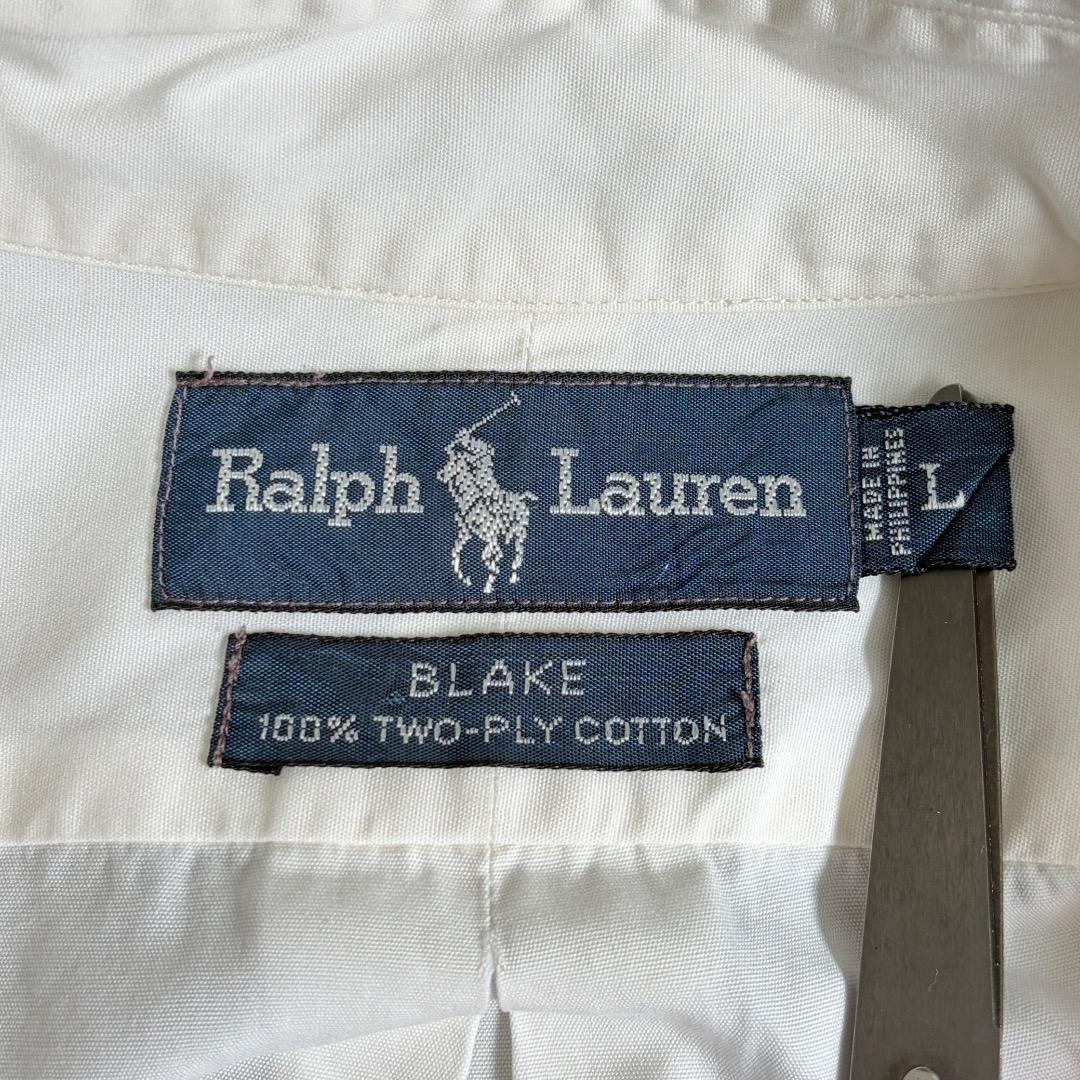 Ralph Lauren
MADE IN
PHILIPPINES
L
BLAKE
100% TWO-PLY COTTON